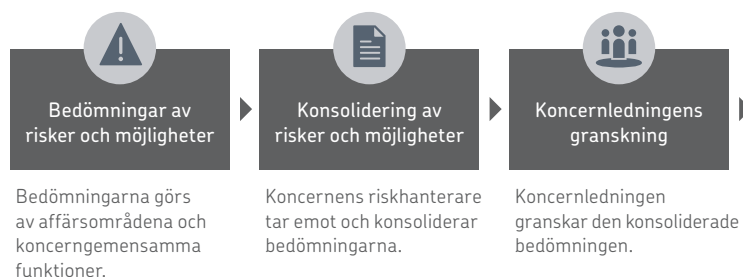 Bedömningar av
risker och möjligheter
Bedömningarna görs
av affärsområdena och
koncerngemensamma
funktioner.
Konsolidering av
risker och möjligheter
Koncernens riskhanterare
tar emot och konsoliderar
bedömningarna.
Koncernledningens
granskning
Koncernledningen
granskar den konsoliderade
bedömningen.